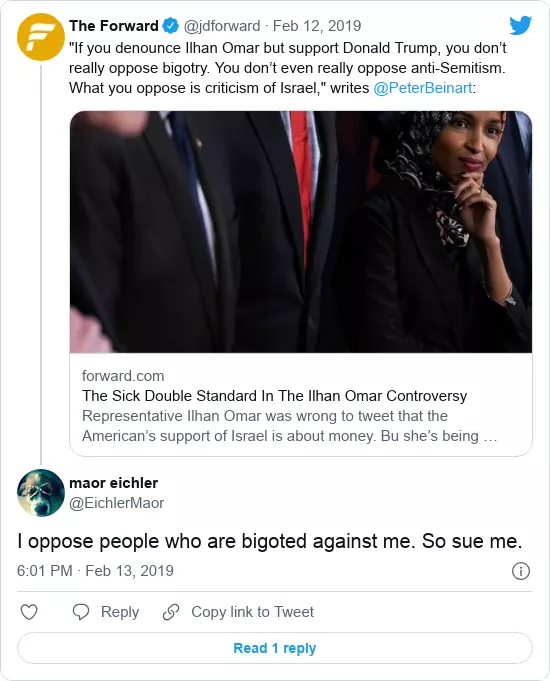 The Forward @jdforward · Feb 12, 2019
"If you denounce Ilhan Omar but support Donald Trump, you don’t
really oppose bigotry. You don’t even really oppose anti-Semitism.
What you oppose is criticism of Israel," writes @PeterBeinart:
forward.com
The Sick Double Standard In The Ilhan Omar Controversy
Representative Ilhan Omar was wrong to tweet that the
American’s support of Israel is about money. Bu she’s being …
maor eichler
@EichlerMaor
I oppose people who are bigoted against me. So sue me.
6:01 PM · Feb 13, 2019
Reply Copy link to Tweet
Read 1 reply